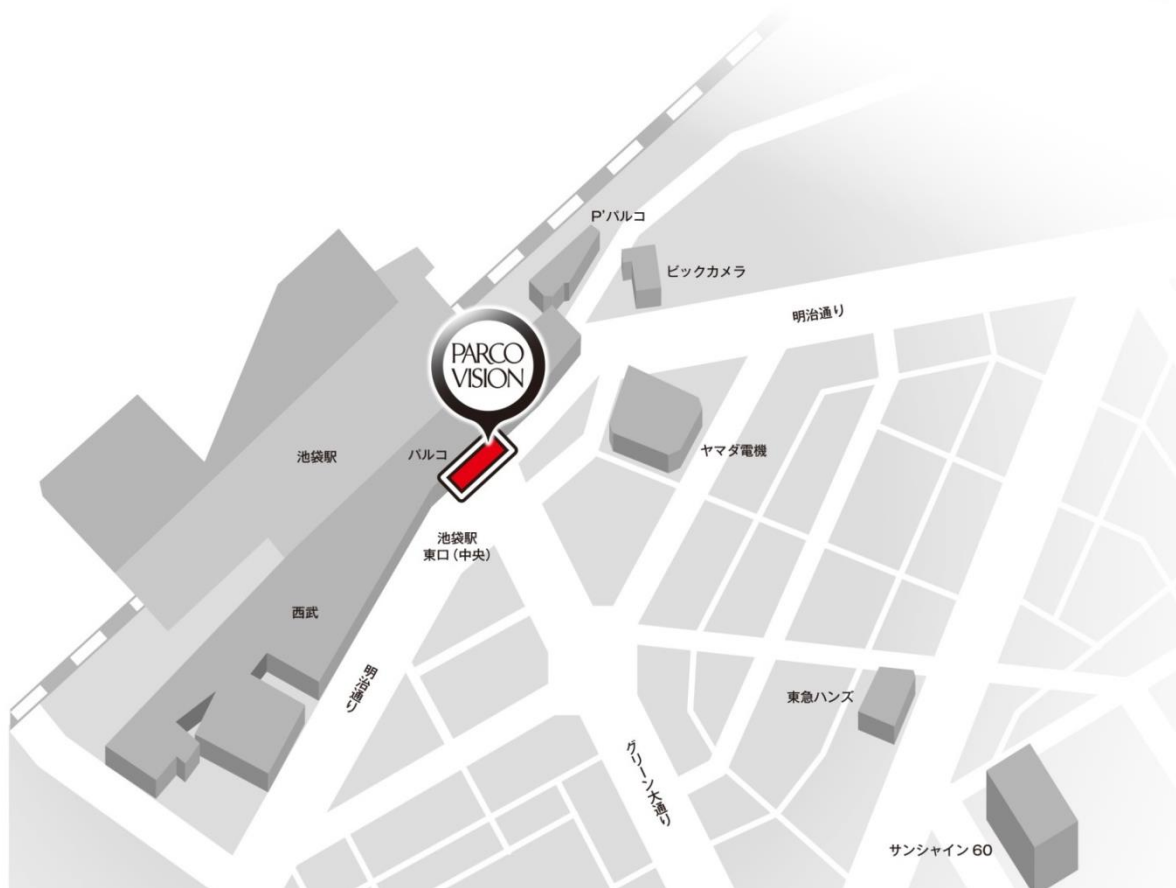 P'パルコ
ビックカメラ
明治通り
PARCO
VISION
ヤマダ電機
池袋駅
パルコ
池袋駅
東口(中央)
西武
明治通り
東急ハンズ
グリーン大通り
サンシャイン60